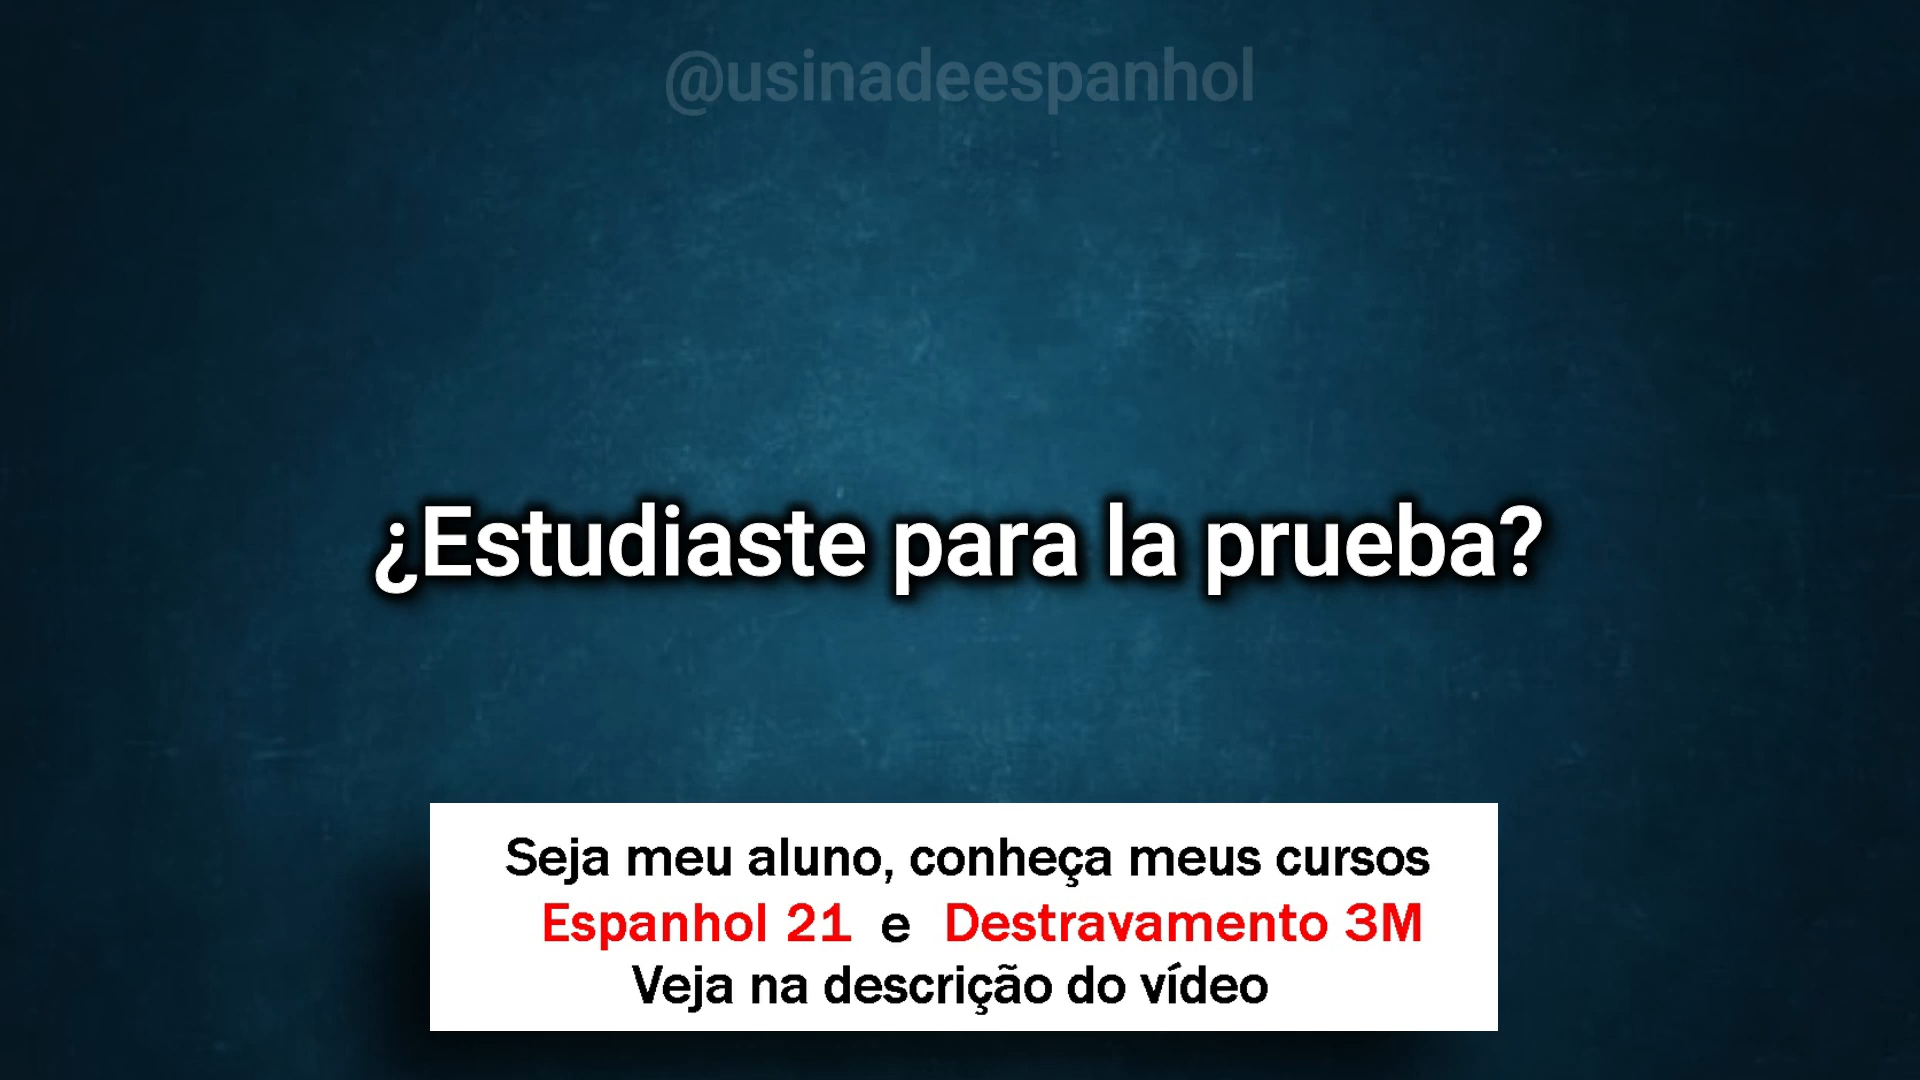 @usinadeespanhol
¿Estudiaste para la prueba?
Seja meu aluno, conheça meus cursos
Espanhol 21 e Destravamento 3M
Veja na descrição do vídeo